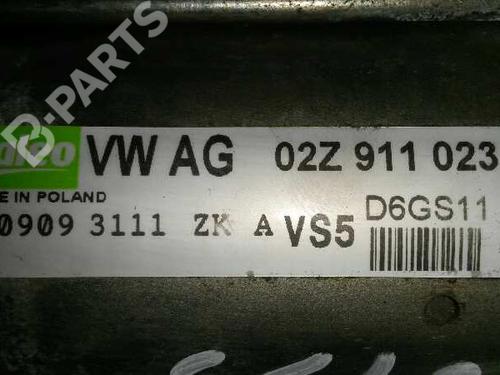 B-PARTS
VW AG 02Z 911 023
IN POLAND
0909 3111 ZK A VS5 D6GS11